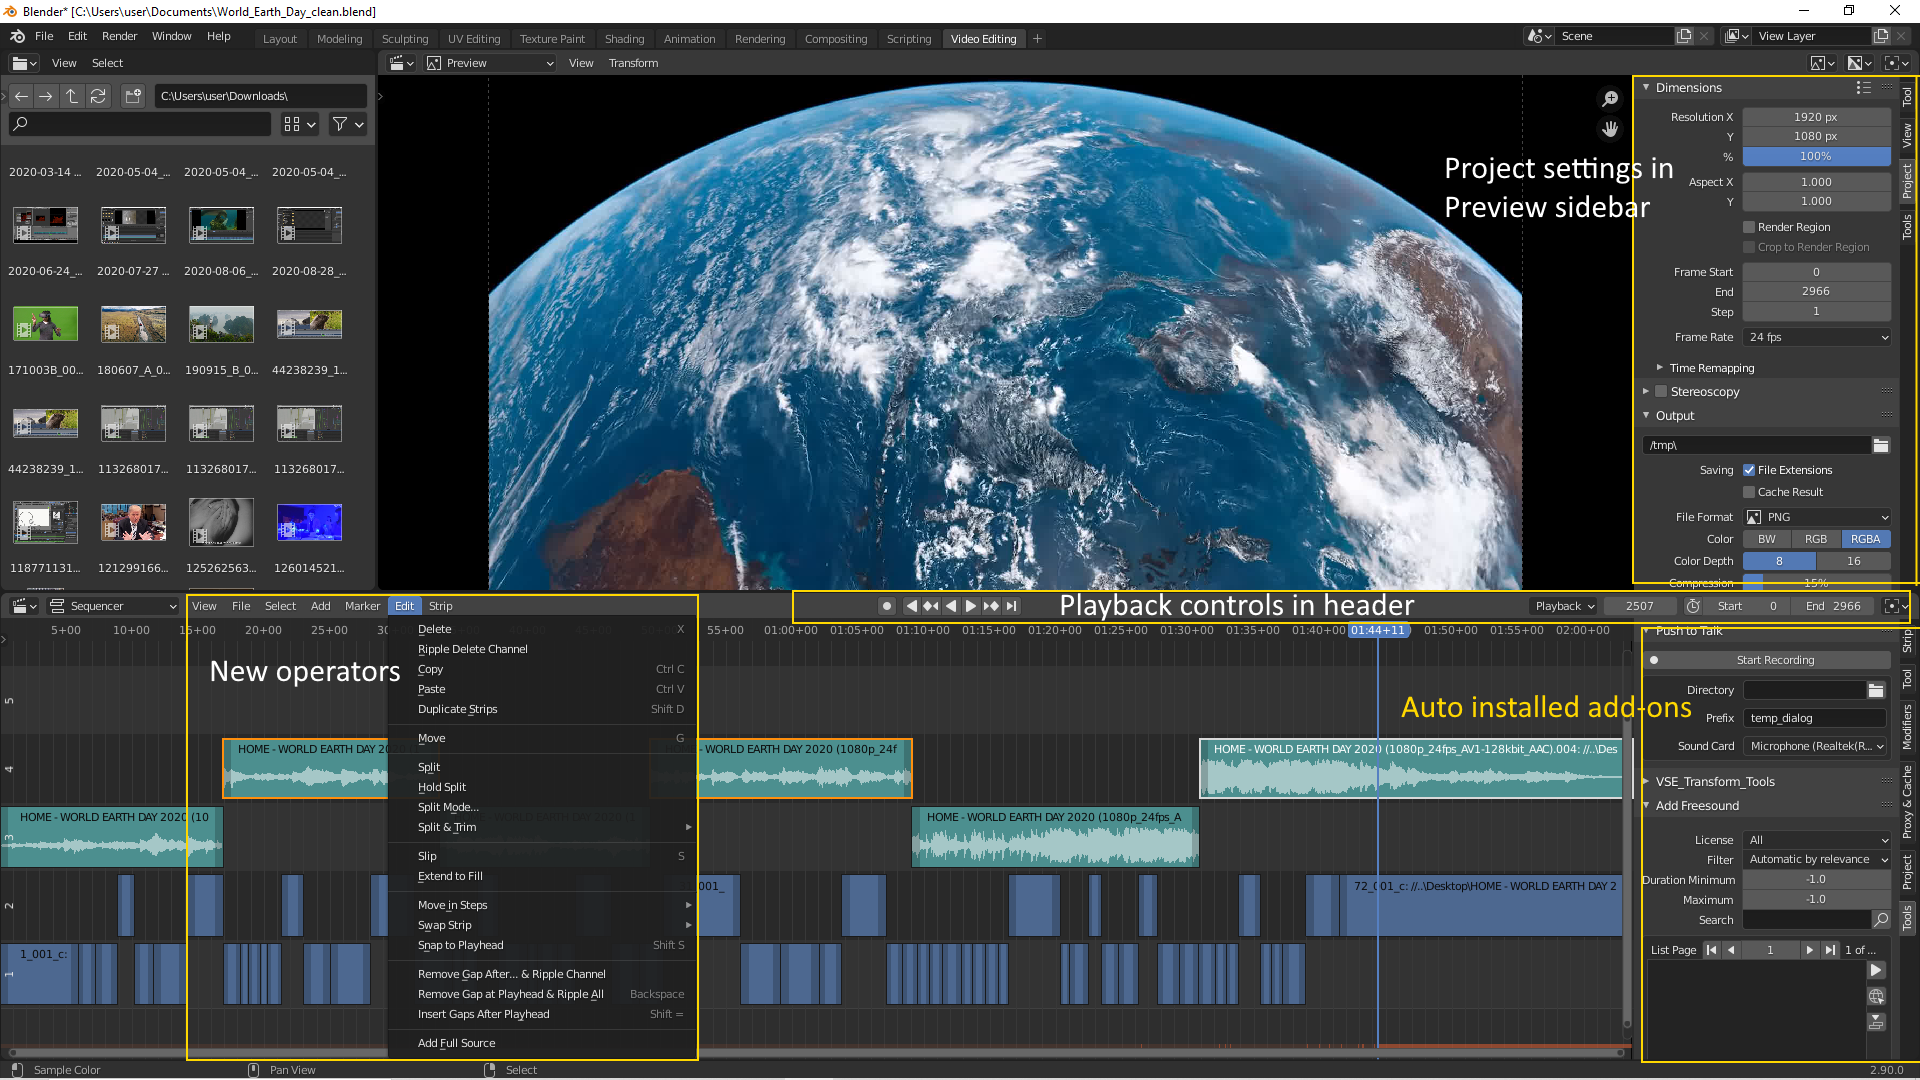 Blender* [C:\Users\user\Documents\World_Earth_Day_clean.blend]
File Edit Render Window Help
Layout Modeling Sculpting UV Editing Texture Paint Shading Animation Rendering Compositing Scripting Video Editing +
Scene
View Layer
View Select
Preview
View Transform
C:\Users\user\Downloads\
2020-03-14 ... 2020-05-04_... 2020-05-04_... 2020-05-04_...
2020-06-24_... 2020-07-27 ... 2020-08-06_... 2020-08-28_...
171003B_00... 180607_A_0... 190915_B_0... 44238239_1...
44238239_1... 113268017... 113268017... 113268017...
118771131... 121299166... 125262563... 126014521...
Project settings in
Preview sidebar
Dimensions
Resolution X 1920 px
Y 1080 px
% 100%
Aspect X 1.000
Y 1.000
Render Region
Crop to Render Region
Frame Start 0
End 2966
Step 1
Frame Rate 24 fps
Time Remapping
Stereoscopy
Output
/tmp\
Saving File Extensions
Cache Result
File Format PNG
Color BW RGB RGBA
Color Depth 8 16
Compression 15%
Tool
View
Project
Tools
Sequencer
View File Select Add Marker Edit Strip
Playback controls in header
Playback 2507 Start 0 End 2966
5+00 10+00 15+00 20+00 25+00 55+00 01:00+00 01:05+00 01:10+00 01:15+00 01:20+00 01:25+00 01:30+00 01:35+00 01:40+00 01:44+11 01:50+00 01:55+00 02:00+00
New operators
Delete X
Ripple Delete Channel
Copy Ctrl C
Paste Ctrl V
Duplicate Strips Shift D
Move G
Split
Hold Split
Split Mode...
Split & Trim
Slip S
Extend to Fill
Move in Steps
Swap Strip
Snap to Playhead Shift S
Remove Gap After... & Ripple Channel
Remove Gap at Playhead & Ripple All Backspace
Insert Gaps After Playhead Shift =
Add Full Source
5
4
3
2
1
HOME - WORLD EARTH DAY 20
- WORLD EARTH DAY 2020 (1080p_24f
HOME - WORLD EARTH DAY 2020 (1080p_24fps_AV1-128kbit_AAC).004: //..\Des
HOME - WORLD EARTH DAY 2020 (10
HOME - WORLD EARTH DAY 2020 (1080p_24fps_A
001_
72_001_c: //..\Desktop\HOME - WORLD EARTH DAY 2
1_001_c:
Auto installed add-ons
Push to Talk
Start Recording
Directory
Prefix temp_dialog
Sound Card Microphone (Realtek(R...
VSE_Transform_Tools
Add Freesound
License All
Filter Automatic by relevance
Duration Minimum -1.0
Maximum -1.0
Search
List Page 1 1 of ...
Strip
Tool
Modifiers
Proxy & Cache
Project
Tools
Sample Color
Pan View
Select
2.90.0